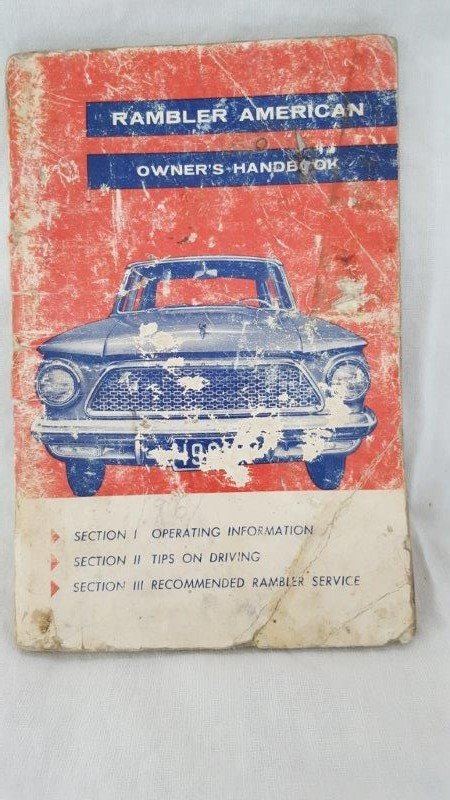 RAMBLER AMERICAN
OWNER'S HANDBOOK
SECTION I OPERATING INFORMATION
SECTION II TIPS ON DRIVING
SECTION III RECOMMENDED RAMBLER SERVICE